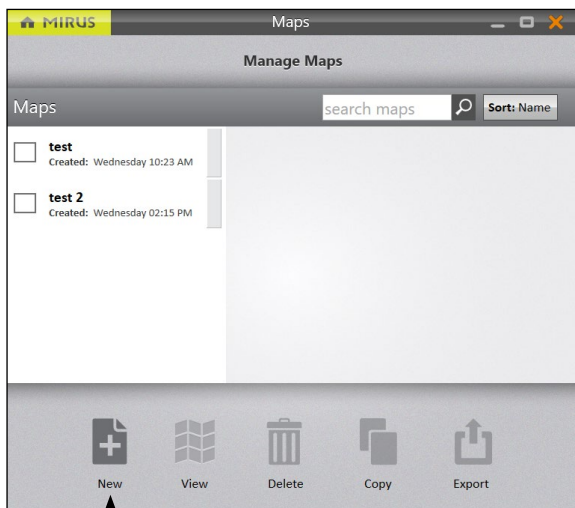 MIRUS Maps
Manage Maps
Maps search maps Sort: Name
test
Created: Wednesday 10:23 AM
test 2
Created: Wednesday 02:15 PM
New View Delete Copy Export